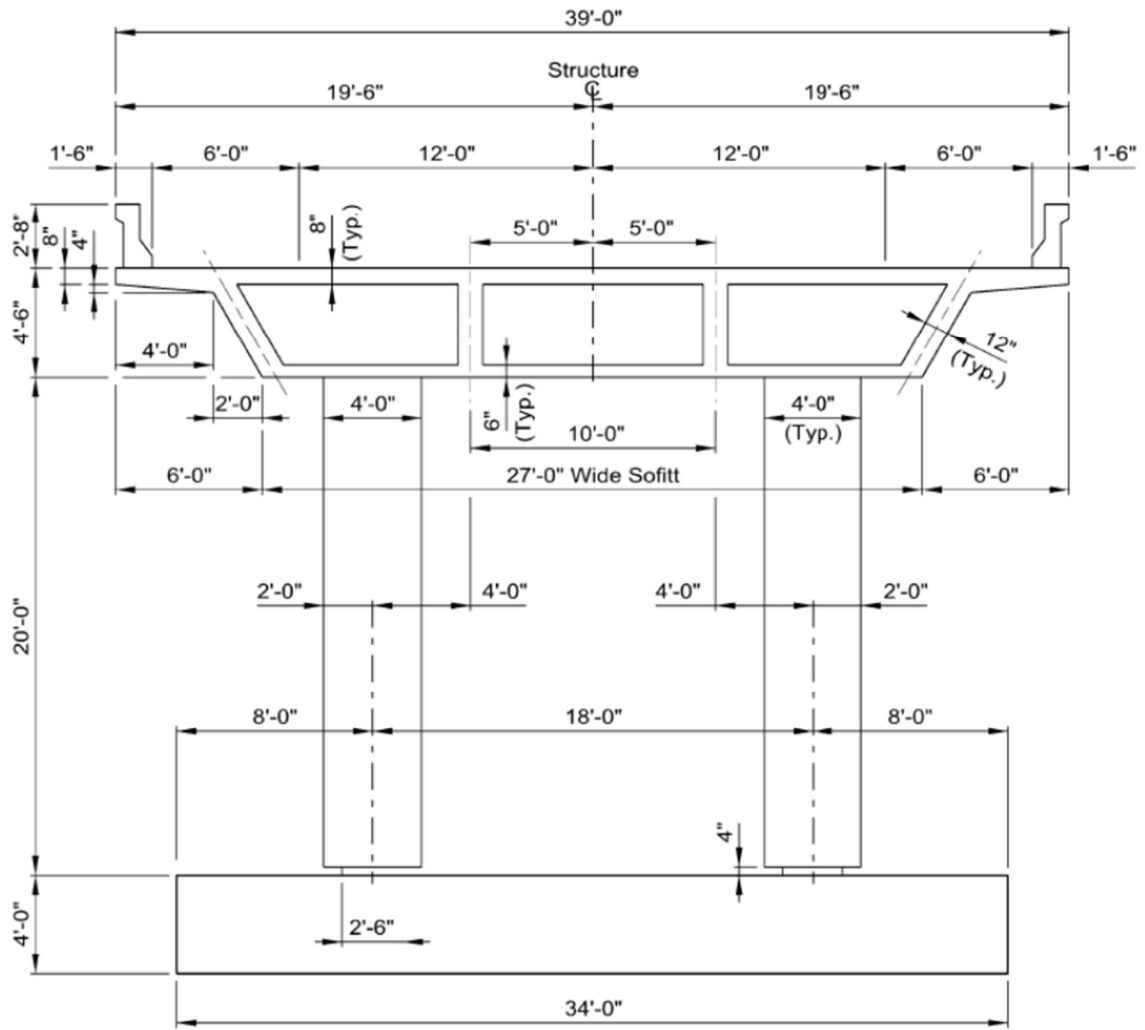 39'-0"
Structure
℄
19'-6" 19'-6"
1'-6" 6'-0" 12'-0" 12'-0" 6'-0" 1'-6"
2'-8"
8"
4"
8"
(Typ.)
5'-0" 5'-0"
4'-6"
4'-0"
12"
(Typ.)
2'-0" 4'-0"
6"
(Typ.)
10'-0"
4'-0"
(Typ.)
6'-0" 27'-0" Wide Sofitt 6'-0"
20'-0"
2'-0" 4'-0" 4'-0" 2'-0"
8'-0" 18'-0" 8'-0"
4"
4'-0"
2'-6"
34'-0"